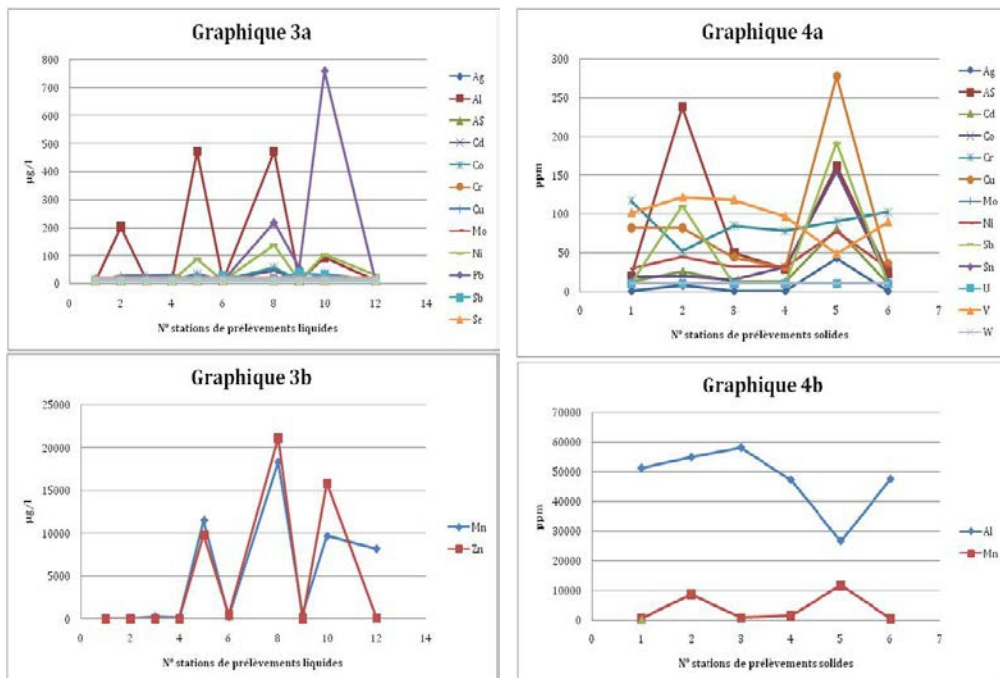 Graphique 3a
800
700
600
500
400
300
200
100
0
µg/l
0 2 4 6 8 10 12 14
N° stations de prélevements liquides
Ag
Al
AS
Cd
Co
Cr
Cu
Mo
Ni
Pb
Sb
Se
Graphique 4a
300
250
200
150
100
50
0
ppm
0 1 2 3 4 5 6 7
N° stations de prélèvements solides
Ag
AS
Cd
Co
Cr
Cu
Mo
Ni
Sb
Sn
U
V
W
Graphique 3b
25000
20000
15000
10000
5000
0
µg/l
0 2 4 6 8 10 12 14
N° stations de prélèvements liquides
Mn
Zn
Graphique 4b
70000
60000
50000
40000
30000
20000
10000
0
ppm
0 1 2 3 4 5 6 7
N° stations de prélèvements solides
Al
Mn